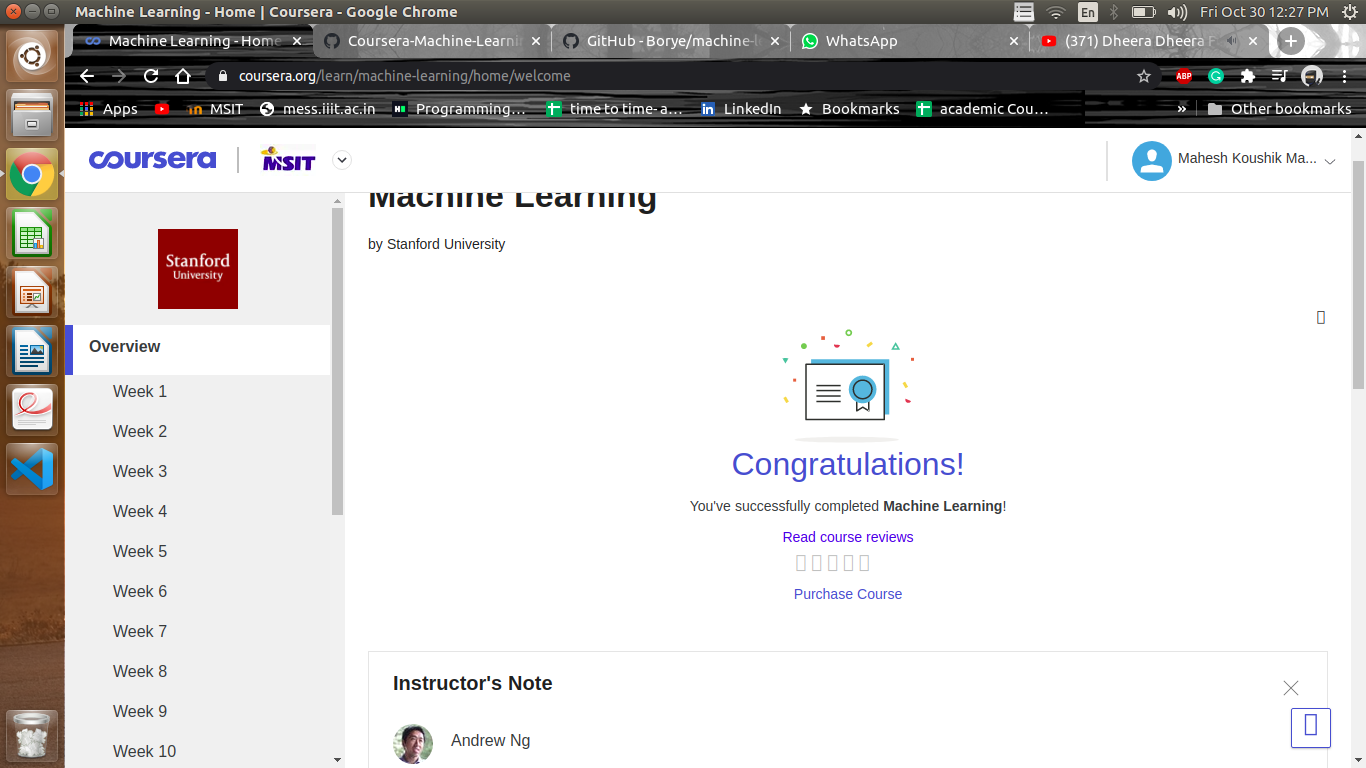 Machine Learning - Home | Coursera - Google Chrome
En
Fri Oct 30 12:27 PM
Machine Learning - Home
Coursera-Machine-Learni
GitHub - Borye/machine-l
WhatsApp
(371) Dheera Dheera F
coursera.org/learn/machine-learning/home/welcome
ABP
Apps
MSIT
mess.iiit.ac.in
Programming...
time to time- a...
LinkedIn
Bookmarks
academic Cou...
»
Other bookmarks
coursera
MSIT
Mahesh Koushik Ma...
Machine Learning
by Stanford University
Stanford
University
Overview
Week 1
Week 2
Week 3
Week 4
Week 5
Week 6
Week 7
Week 8
Week 9
Week 10
Congratulations!
You've successfully completed Machine Learning!
Read course reviews
Purchase Course
Instructor's Note
Andrew Ng